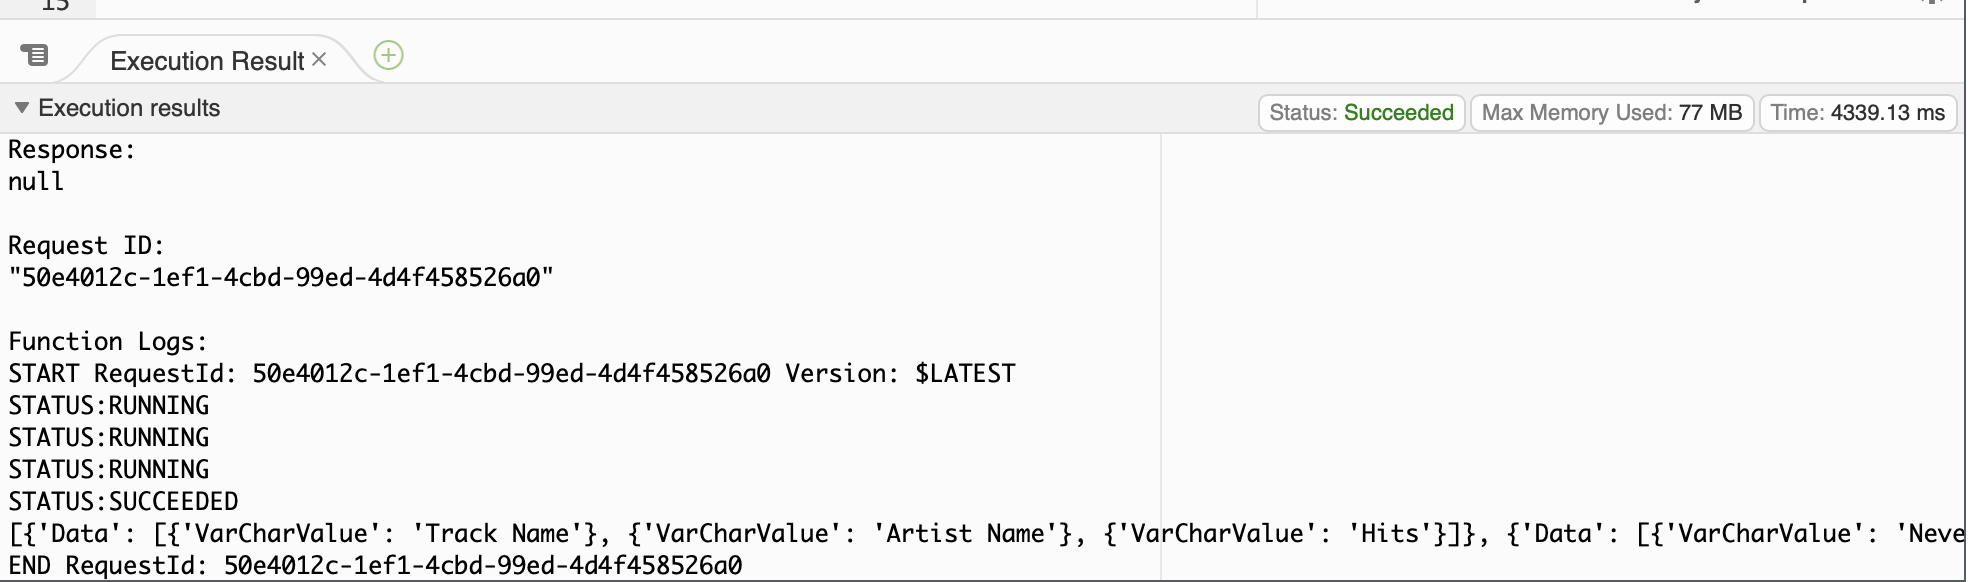 15
Execution Result ×
Execution results
Status: Succeeded
Max Memory Used: 77 MB
Time: 4339.13 ms
Response:
null
Request ID:
"50e4012c-1ef1-4cbd-99ed-4d4f458526a0"
Function Logs:
START RequestId: 50e4012c-1ef1-4cbd-99ed-4d4f458526a0 Version: $LATEST
STATUS:RUNNING
STATUS:RUNNING
STATUS:RUNNING
STATUS:SUCCEEDED
[{'Data': [{'VarCharValue': 'Track Name'}, {'VarCharValue': 'Artist Name'}, {'VarCharValue': 'Hits'}]}, {'Data': [{'VarCharValue': 'Neve
END RequestId: 50e4012c-1ef1-4cbd-99ed-4d4f458526a0